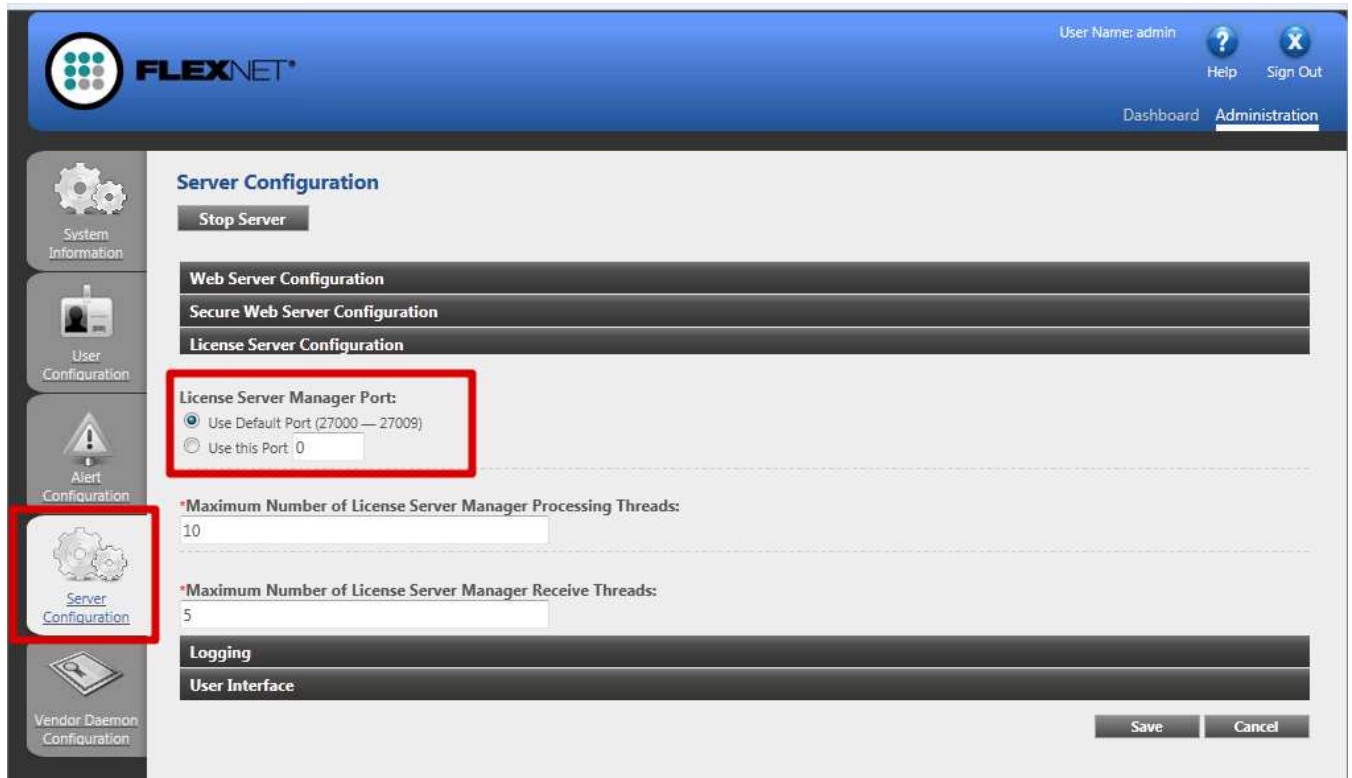 User Name: admin
FLEXNET
?
X
Help
Sign Out
Dashboard
Administration
System
Information
User
Configuration
Alert
Configuration
Server
Configuration
Vendor Daemon
Configuration
Server Configuration
Stop Server
Web Server Configuration
Secure Web Server Configuration
License Server Configuration
License Server Manager Port:
Use Default Port (27000 — 27009)
Use this Port 0
*Maximum Number of License Server Manager Processing Threads:
10
*Maximum Number of License Server Manager Receive Threads:
5
Logging
User Interface
Save
Cancel